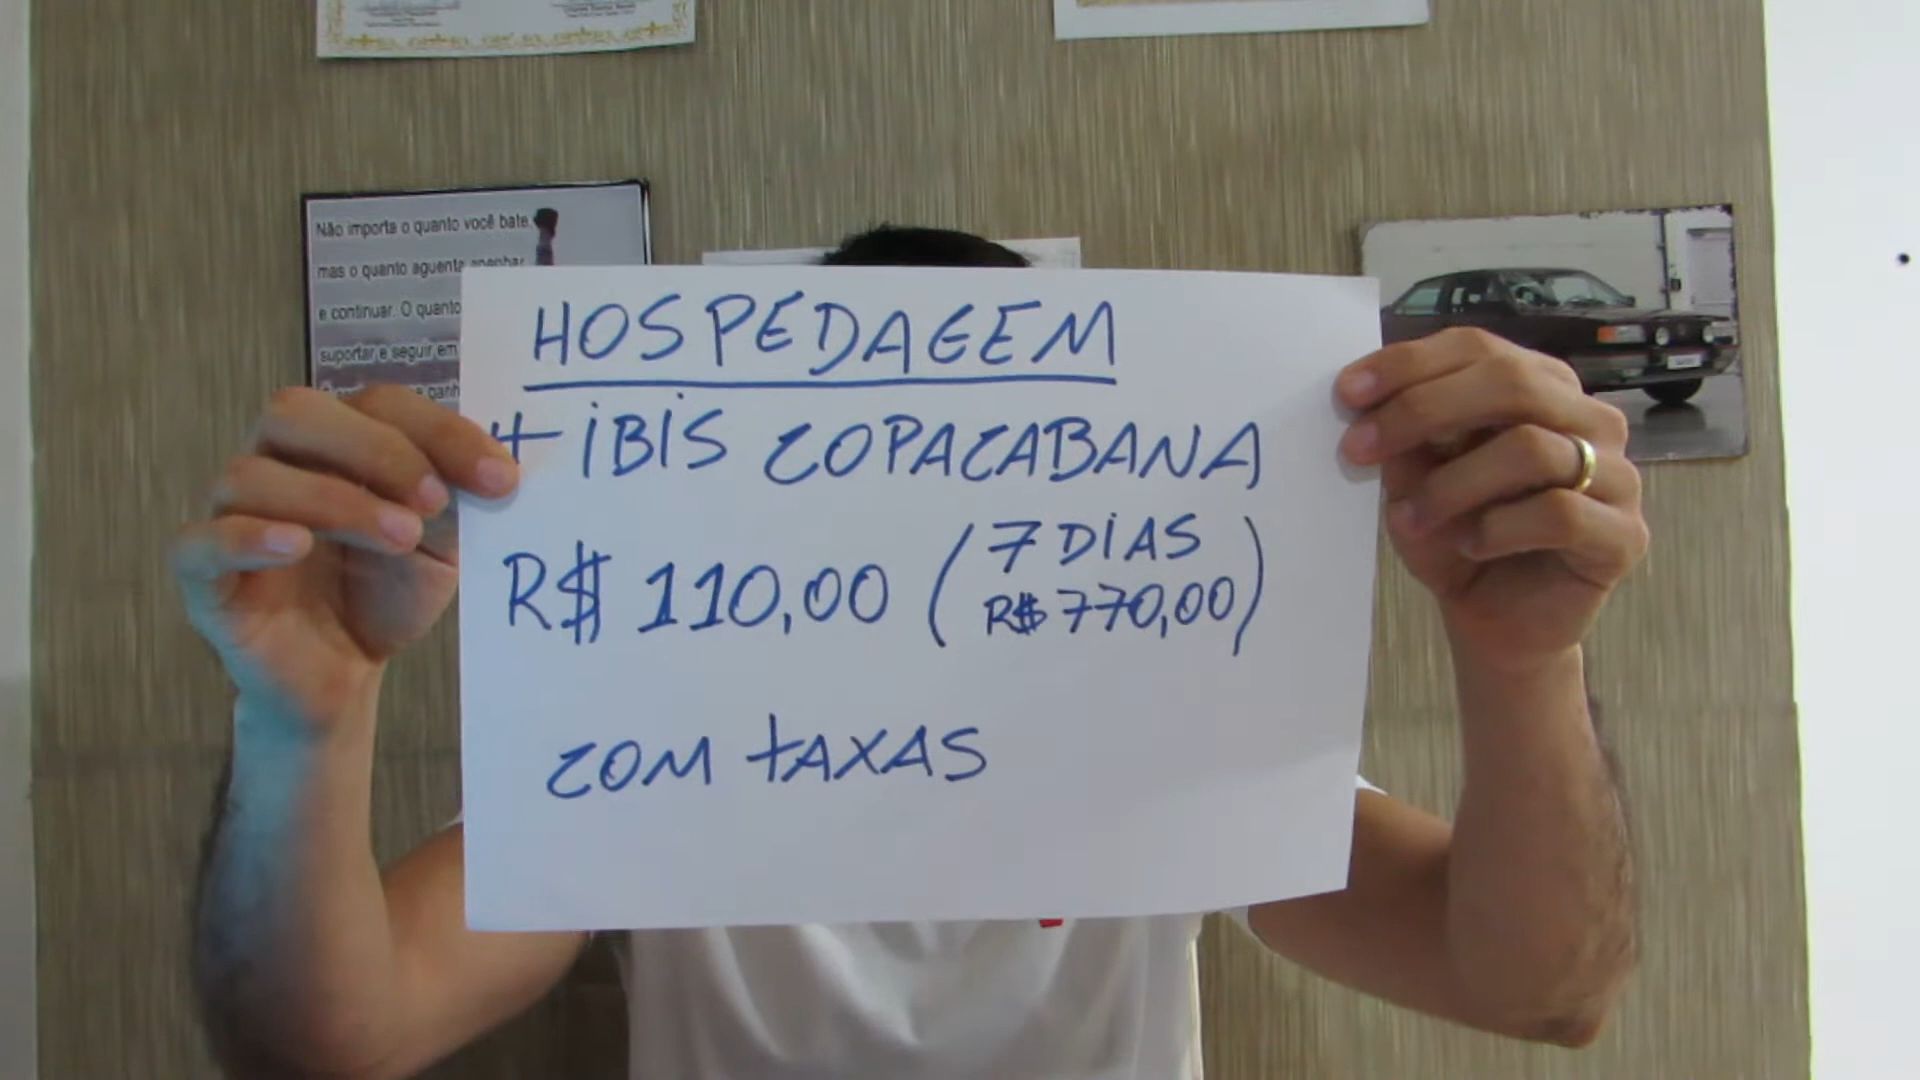 Não importa o quanto você bate,
mas o quanto aguenta apanhar
e continuar. O quanto
suportar e seguir em
HOSPEDAGEM
+ iBiS COPACABANA
R$ 110,00 (7 DiAS
R$ 770,00)
COM tAXAS